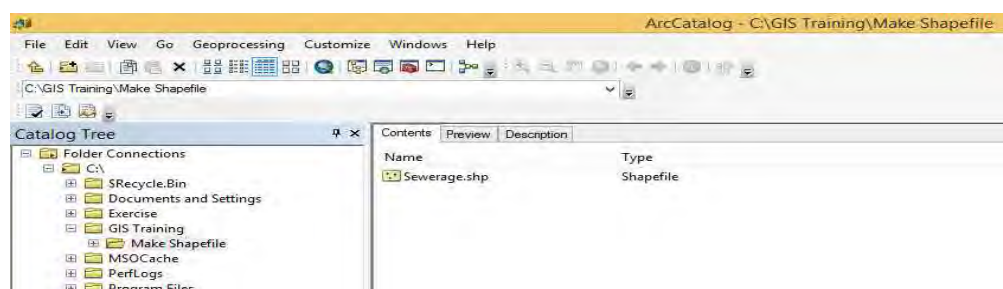 ArcCatalog - C:\GIS Training\Make Shapefile
File Edit View Go Geoprocessing Customize Windows Help
C:\GIS Training\Make Shapefile
Catalog Tree
Contents Preview Description
Folder Connections
Name Type
C:\
Sewerage.shp Shapefile
$Recycle.Bin
Documents and Settings
Exercise
GIS Training
Make Shapefile
MSOCache
PerfLogs
Program Files